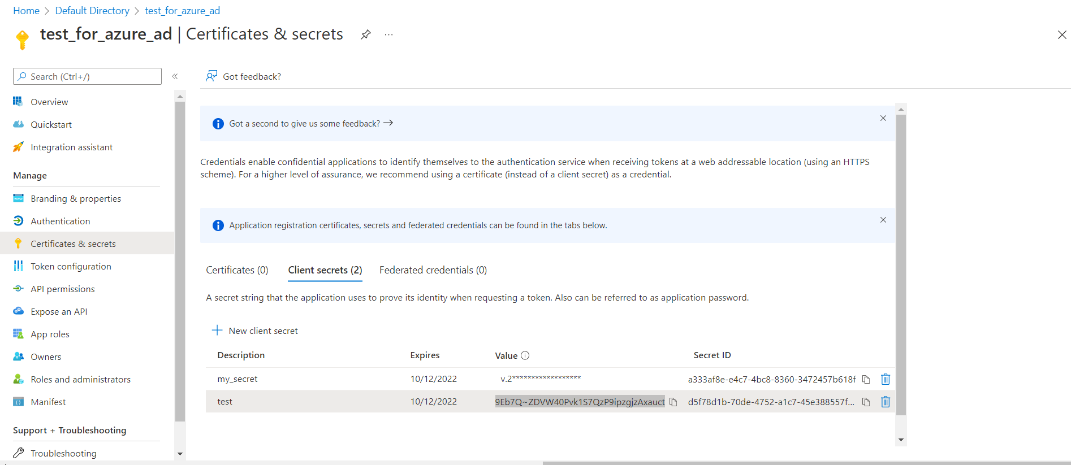 Home > Default Directory > test_for_azure_ad
test_for_azure_ad | Certificates & secrets
Search (Ctrl+/)
Got feedback?
Overview
Quickstart
Integration assistant
Manage
Branding & properties
Authentication
Certificates & secrets
Token configuration
API permissions
Expose an API
App roles
Owners
Roles and administrators
Manifest
Support + Troubleshooting
Troubleshooting
Got a second to give us some feedback? →
Credentials enable confidential applications to identify themselves to the authentication service when receiving tokens at a web addressable location (using an HTTPS
scheme). For a higher level of assurance, we recommend using a certificate (instead of a client secret) as a credential.
Application registration certificates, secrets and federated credentials can be found in the tabs below.
Certificates (0) Client secrets (2) Federated credentials (0)
A secret string that the application uses to prove its identity when requesting a token. Also can be referred to as application password.
New client secret
Description Expires Value Secret ID
my_secret 10/12/2022 v.2****************** a333af8e-e4c7-4bc8-8360-3472457b618f
test 10/12/2022 9Eb7Q~ZDVW40Pvk1S7QzP9ipzgjzAxauct d5f78d1b-70de-4752-a1c7-45e388557f...